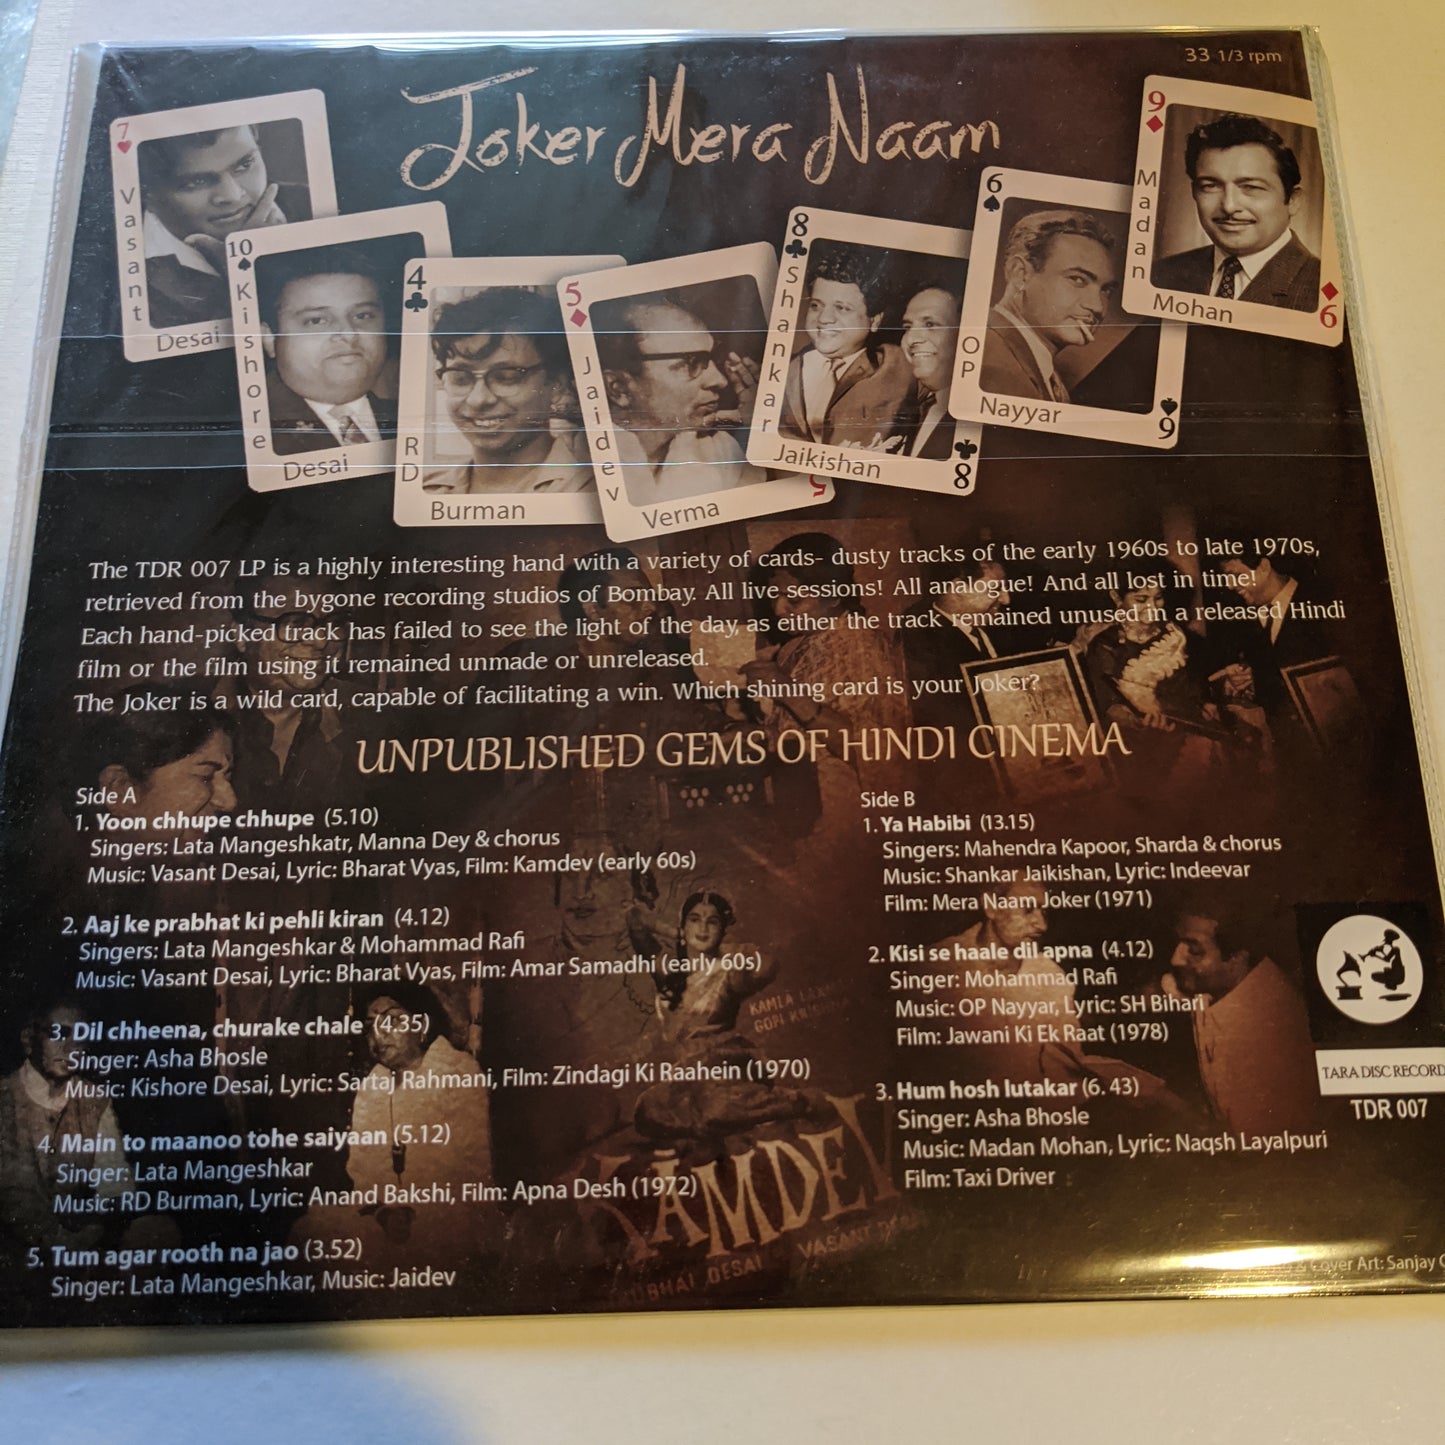 33 1/3 rpm
Joker Mera Naam
7
Vasant
Desai
10
Kishore
Desai
4
RD
Burman
5
Jaidev
Verma
5
8
Shankar
Jaikishan
8
6
OP
Nayyar
6
9
Madan
Mohan
9
The TDR 007 LP is a highly interesting hand with a variety of cards- dusty tracks of the early 1960s to late 1970s,
retrieved from the bygone recording studios of Bombay. All live sessions! All analogue! And all lost in time!
Each hand-picked track has failed to see the light of the day, as either the track remained unused in a released Hindi
film or the film using it remained unmade or unreleased.
The Joker is a wild card, capable of facilitating a win. Which shining card is your Joker?
UNPUBLISHED GEMS OF HINDI CINEMA
Side A
1. Yoon chhupe chhupe (5.10)
Singers: Lata Mangeshkatr, Manna Dey & chorus
Music: Vasant Desai, Lyric: Bharat Vyas, Film: Kamdev (early 60s)
2. Aaj ke prabhat ki pehli kiran (4.12)
Singers: Lata Mangeshkar & Mohammad Rafi
Music: Vasant Desai, Lyric: Bharat Vyas, Film: Amar Samadhi (early 60s)
3. Dil chheena, churake chale (4.35)
Singer: Asha Bhosle
Music: Kishore Desai, Lyric: Sartaj Rahmani, Film: Zindagi Ki Raahein (1970)
4. Main to maanoo tohe saiyaan (5.12)
Singer: Lata Mangeshkar
Music: RD Burman, Lyric: Anand Bakshi, Film: Apna Desh (1972)
5. Tum agar rooth na jao (3.52)
Singer: Lata Mangeshkar, Music: Jaidev
Side B
1. Ya Habibi (13.15)
Singers: Mahendra Kapoor, Sharda & chorus
Music: Shankar Jaikishan, Lyric: Indeevar
Film: Mera Naam Joker (1971)
2. Kisi se haale dil apna (4.12)
Singer: Mohammad Rafi
Music: OP Nayyar, Lyric: SH Bihari
Film: Jawani Ki Ek Raat (1978)
3. Hum hosh lutakar (6. 43)
Singer: Asha Bhosle
Music: Madan Mohan, Lyric: Naqsh Layalpuri
Film: Taxi Driver
KAMLA
GOPI
KAMDEV
DESAI
VASANT
TARA DISC RECORD
TDR 007
& Cover Art: Sanjay